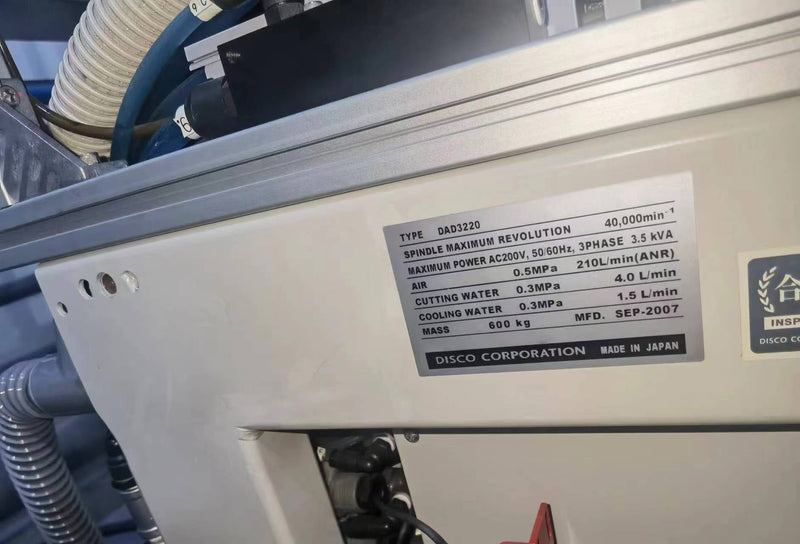 TYPE DAD3220
SPINDLE MAXIMUM REVOLUTION 40,000min⁻¹
MAXIMUM POWER AC200V, 50/60Hz, 3PHASE 3.5 kVA
AIR 0.5MPa 210L/min(ANR)
CUTTING WATER 0.3MPa 4.0 L/min
COOLING WATER 0.3MPa 1.5 L/min
MASS 600 kg MFD. SEP-2007
DISCO CORPORATION MADE IN JAPAN
合
INSP
DISCO CO